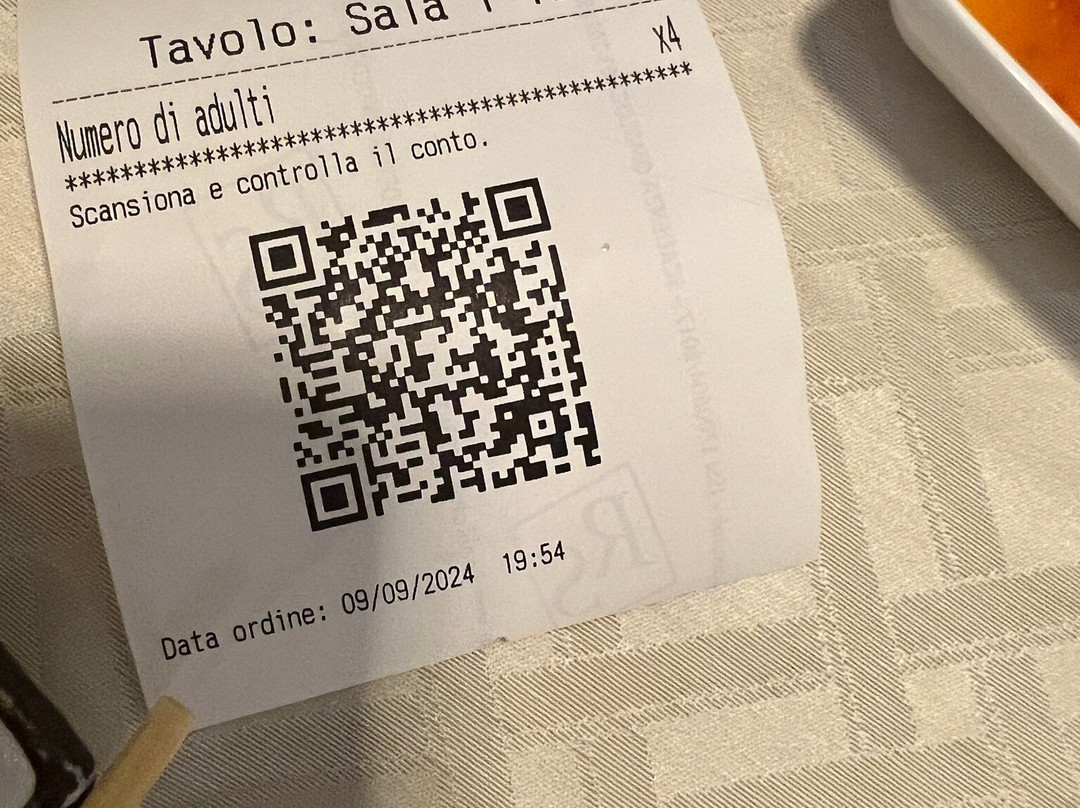 Tavolo: Sala
Numero di adulti X4
****************************************************
Scansiona e controlla il conto.
Data ordine: 09/09/2024 19:54